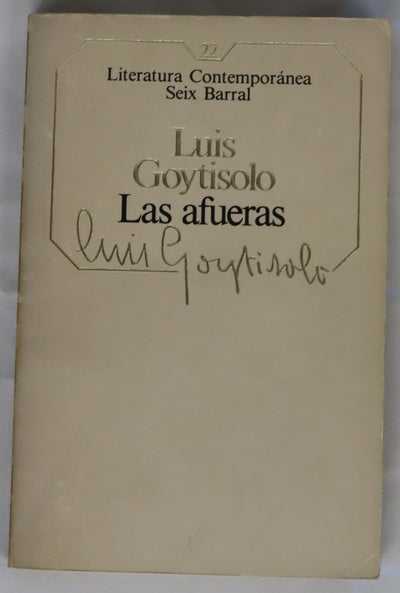 22
Literatura Contemporánea
Seix Barral
Luis
Goytisolo
Las afueras
Luis Goytisolo